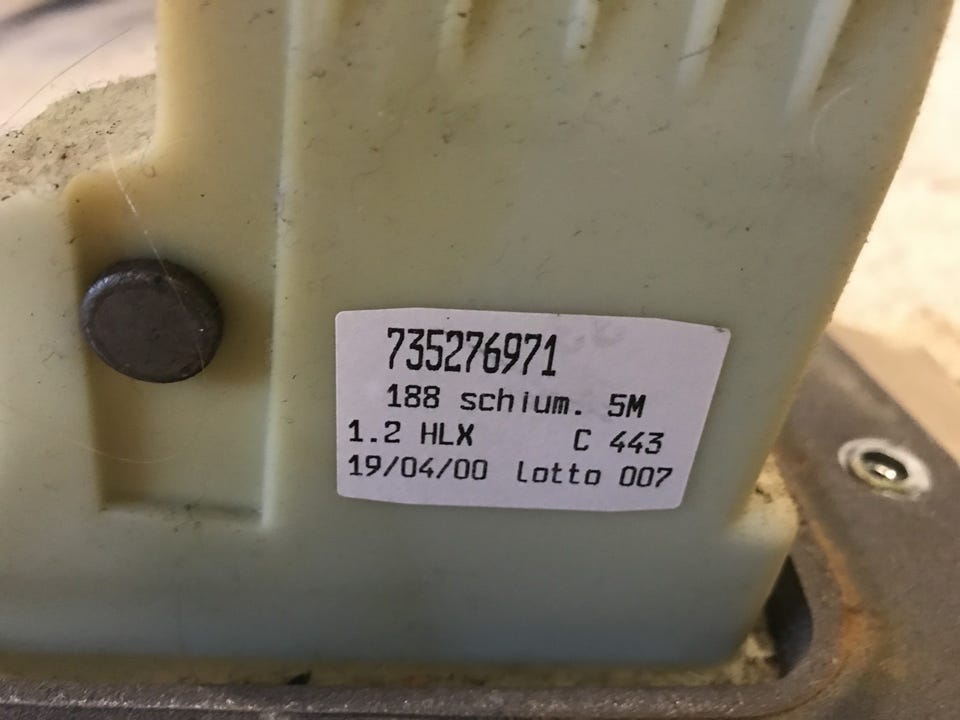 735276971
188 schium. 5M
1.2 HLX C 443
19/04/00 Lotto 007